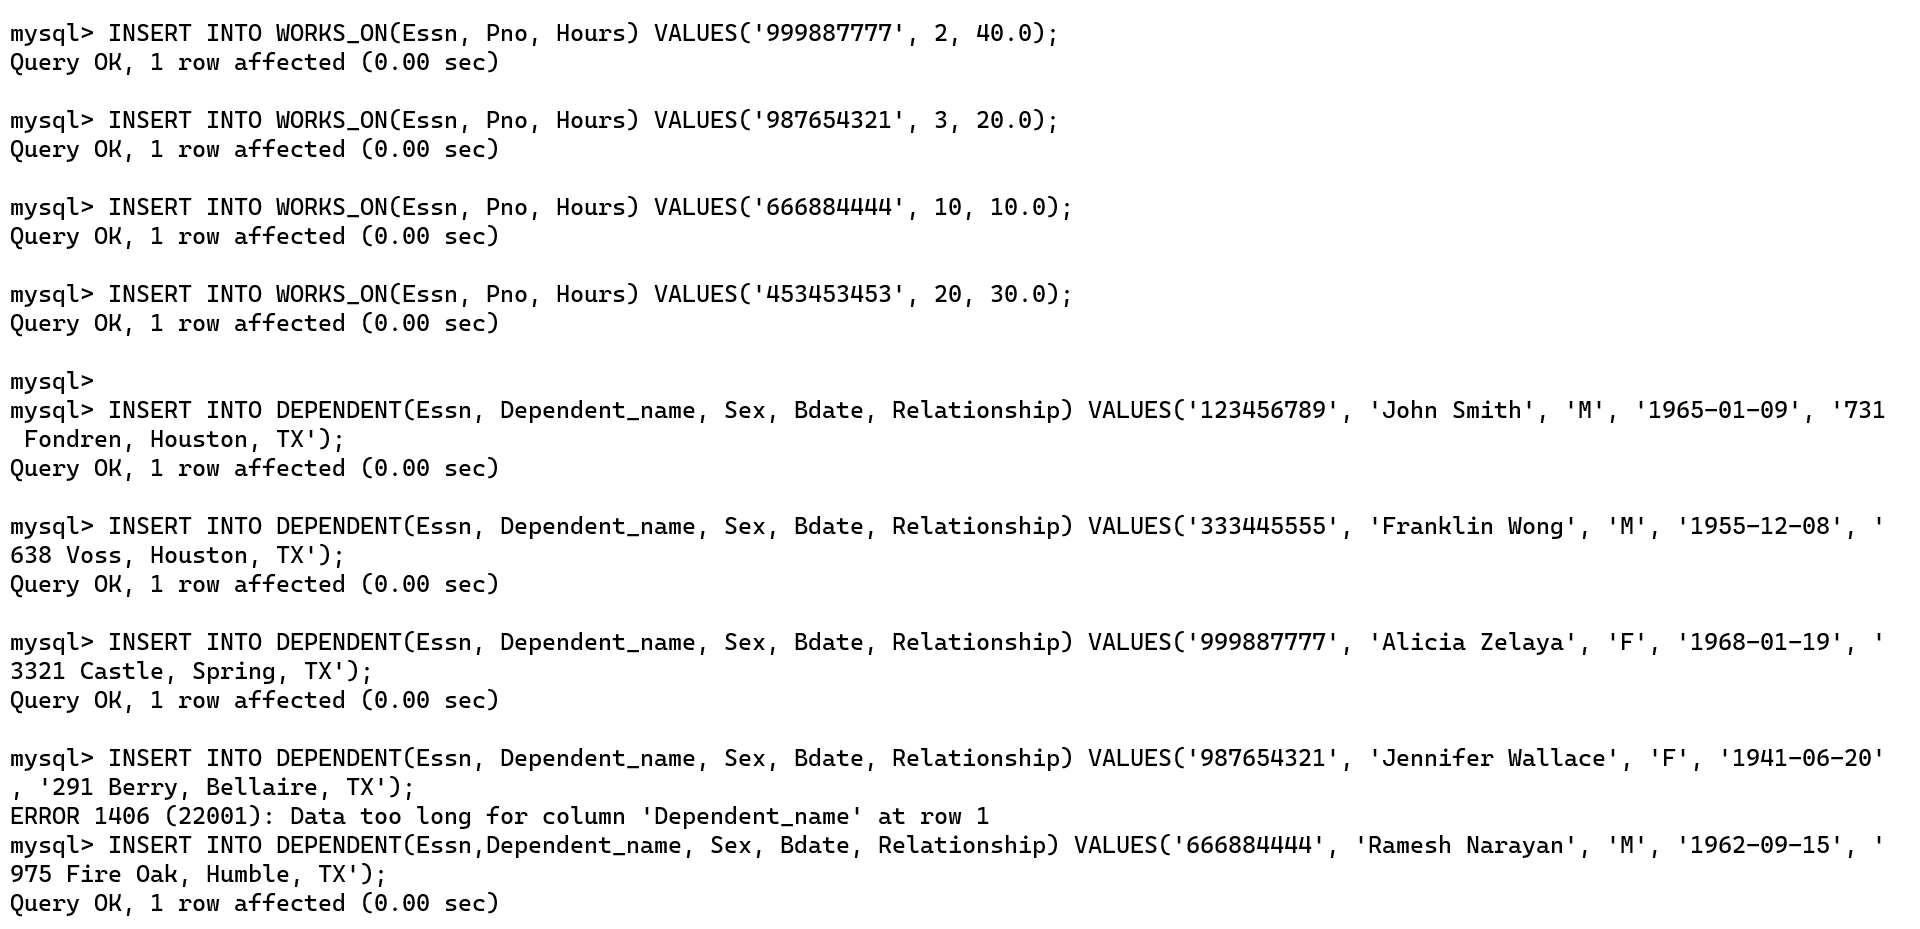 mysql> INSERT INTO WORKS_ON(Essn, Pno, Hours) VALUES('999887777', 2, 40.0);
Query OK, 1 row affected (0.00 sec)
mysql> INSERT INTO WORKS_ON(Essn, Pno, Hours) VALUES('987654321', 3, 20.0);
Query OK, 1 row affected (0.00 sec)
mysql> INSERT INTO WORKS_ON(Essn, Pno, Hours) VALUES('666884444', 10, 10.0);
Query OK, 1 row affected (0.00 sec)
mysql> INSERT INTO WORKS_ON(Essn, Pno, Hours) VALUES('453453453', 20, 30.0);
Query OK, 1 row affected (0.00 sec)
mysql>
mysql> INSERT INTO DEPENDENT(Essn, Dependent_name, Sex, Bdate, Relationship) VALUES('123456789', 'John Smith', 'M', '1965-01-09', '731
 Fondren, Houston, TX');
Query OK, 1 row affected (0.00 sec)
mysql> INSERT INTO DEPENDENT(Essn, Dependent_name, Sex, Bdate, Relationship) VALUES('333445555', 'Franklin Wong', 'M', '1955-12-08', '
638 Voss, Houston, TX');
Query OK, 1 row affected (0.00 sec)
mysql> INSERT INTO DEPENDENT(Essn, Dependent_name, Sex, Bdate, Relationship) VALUES('999887777', 'Alicia Zelaya', 'F', '1968-01-19', '
3321 Castle, Spring, TX');
Query OK, 1 row affected (0.00 sec)
mysql> INSERT INTO DEPENDENT(Essn, Dependent_name, Sex, Bdate, Relationship) VALUES('987654321', 'Jennifer Wallace', 'F', '1941-06-20'
, '291 Berry, Bellaire, TX');
ERROR 1406 (22001): Data too long for column 'Dependent_name' at row 1
mysql> INSERT INTO DEPENDENT(Essn,Dependent_name, Sex, Bdate, Relationship) VALUES('666884444', 'Ramesh Narayan', 'M', '1962-09-15', '
975 Fire Oak, Humble, TX');
Query OK, 1 row affected (0.00 sec)